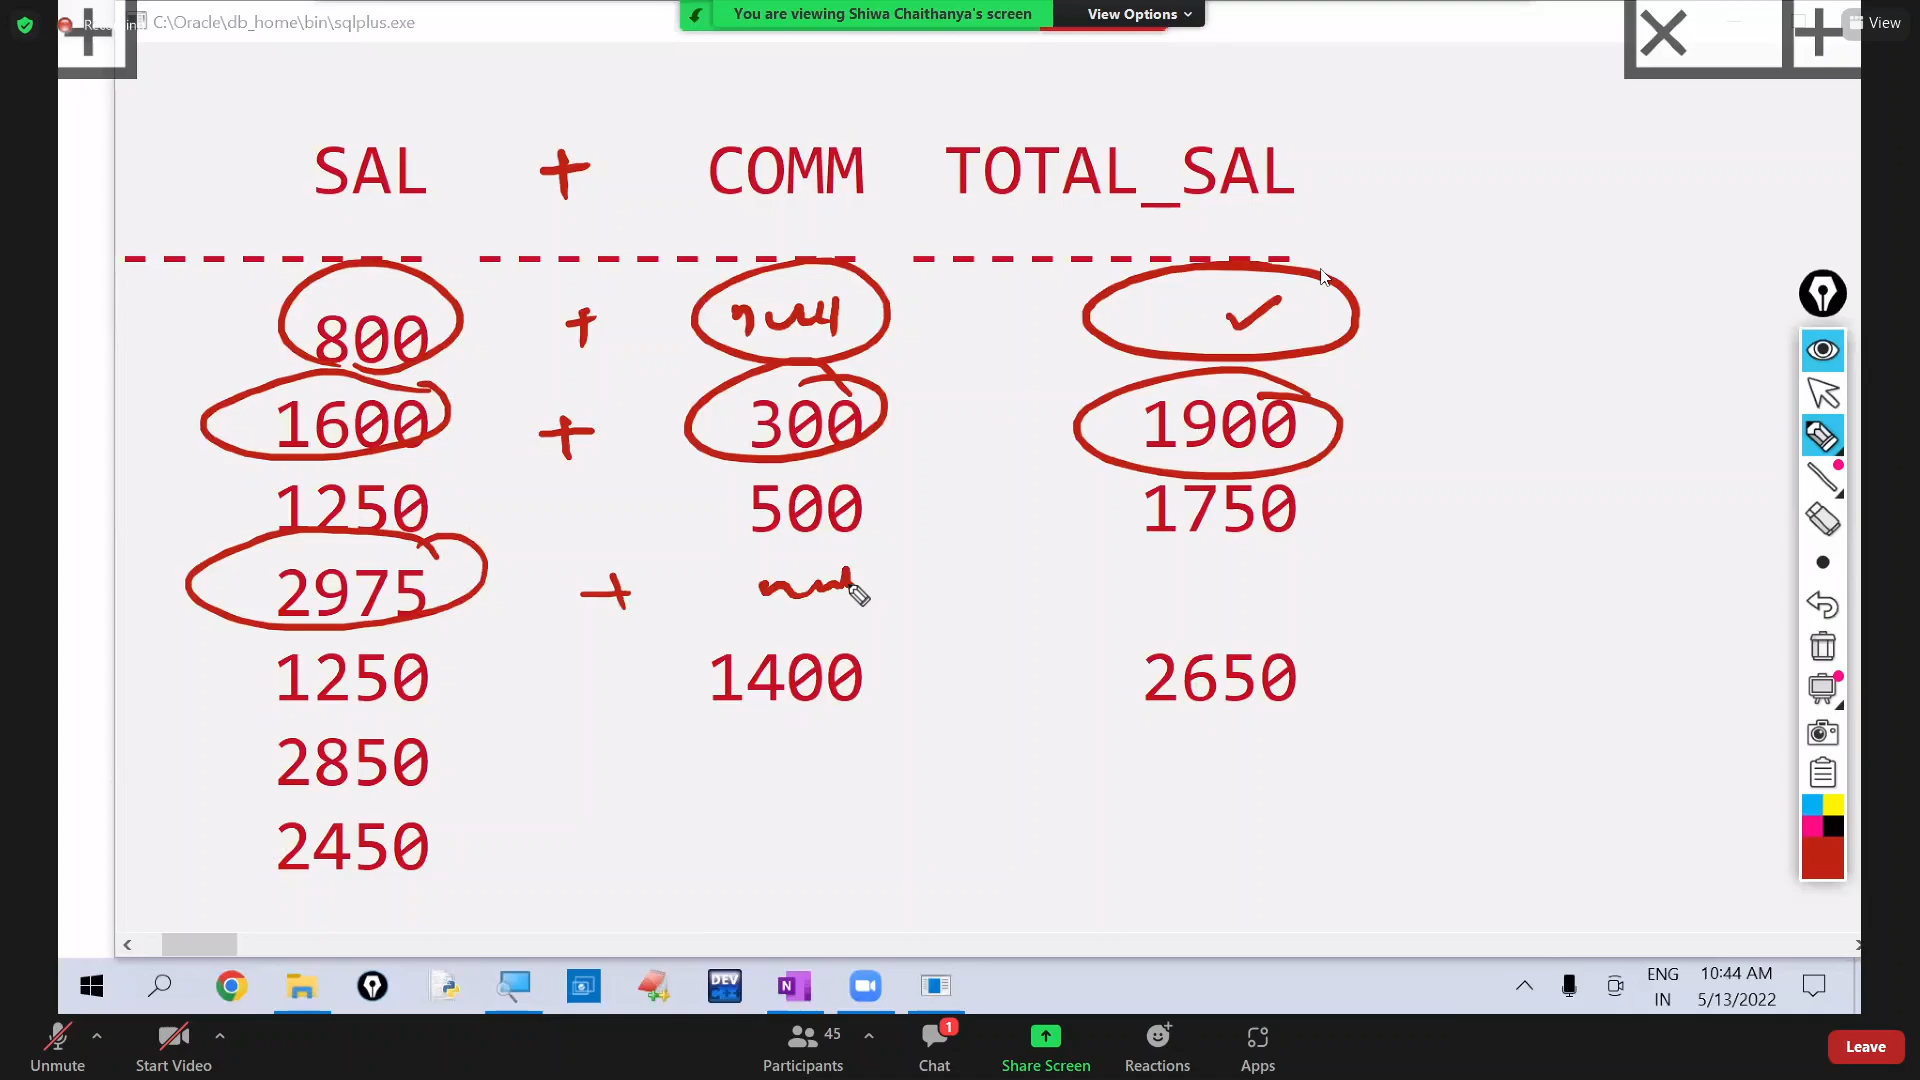 Recording
C:\Oracle\db_home\bin\sqlplus.exe
You are viewing Shiwa Chaithanya's screen
View Options
View
SAL + COMM TOTAL_SAL
800 + null
1600 + 300 1900
1250 500 1750
2975 + null
1250 1400 2650
2850
2450
DEV
C++
N
ENG
IN
10:44 AM
5/13/2022
Unmute
Start Video
Participants 45
Chat 1
Share Screen
Reactions
Apps
Leave